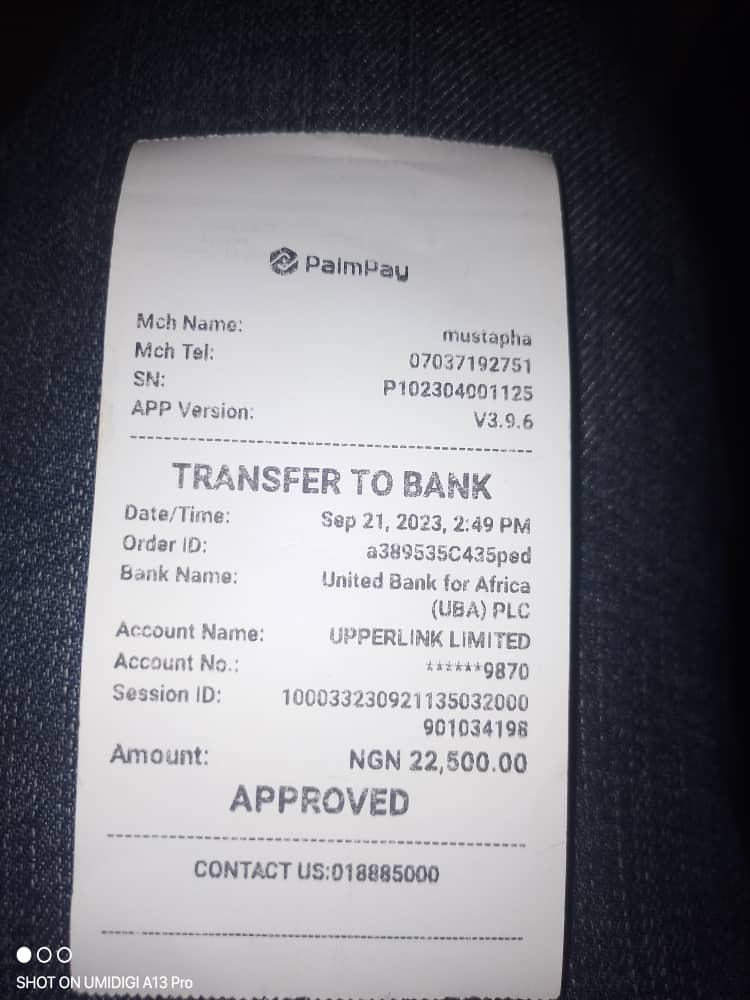 PalmPay
Mch Name: mustapha
Mch Tel: 07037192751
SN: P102304001125
APP Version: V3.9.6
TRANSFER TO BANK
Date/Time: Sep 21, 2023, 2:49 PM
Order ID: a389535C435ped
Bank Name: United Bank for Africa
(UBA) PLC
Account Name: UPPERLINK LIMITED
Account No.: ******9870
Session ID: 100033230921135032000
901034198
Amount: NGN 22,500.00
APPROVED
CONTACT US:018885000
SHOT ON UMIDIGI A13 Pro